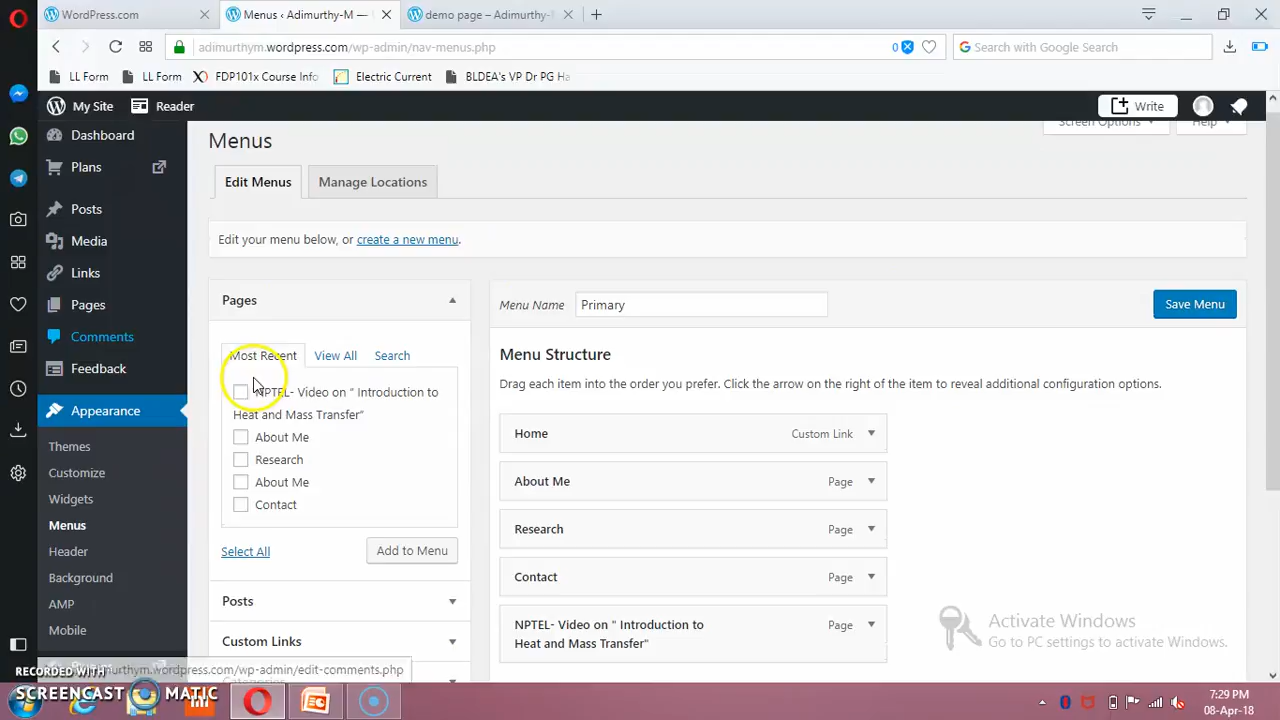 WordPress.com
Menus ‹ Adimurthy-M —
demo page – Adimurthy-
adimurthym.wordpress.com/wp-admin/nav-menus.php
0
Search with Google Search
LL Form
LL Form
FDP101x Course Info
Electric Current
BLDEA's VP Dr PG Ha
My Site
Reader
Write
Dashboard
Plans
Posts
Media
Links
Pages
Comments
Feedback
Appearance
Themes
Customize
Widgets
Menus
Header
Background
AMP
Mobile
Screen Options
Help
Menus
Edit Menus
Manage Locations
Edit your menu below, or create a new menu.
Pages
Most Recent
View All
Search
NPTEL- Video on " Introduction to
Heat and Mass Transfer"
About Me
Research
About Me
Contact
Select All
Add to Menu
Posts
Custom Links
Menu Name
Primary
Save Menu
Menu Structure
Drag each item into the order you prefer. Click the arrow on the right of the item to reveal additional configuration options.
Home
Custom Link
About Me
Page
Research
Page
Contact
Page
NPTEL- Video on " Introduction to
Heat and Mass Transfer"
Page
Activate Windows
Go to PC settings to activate Windows.
murthym.wordpress.com/wp-admin/edit-comments.php
RECORDED WITH
SCREENCAST MATIC
7:29 PM
08-Apr-18